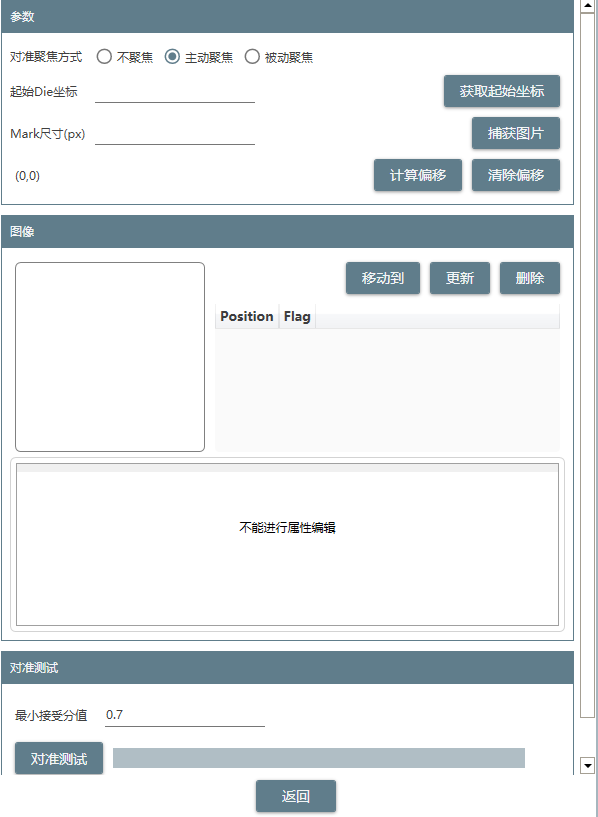 参数
对准聚焦方式 不聚焦 主动聚焦 被动聚焦
起始Die坐标 获取起始坐标
Mark尺寸(px) 捕获图片
(0,0) 计算偏移 清除偏移
图像
移动到 更新 删除
Position Flag
不能进行属性编辑
对准测试
最小接受分值 0.7
对准测试
返回